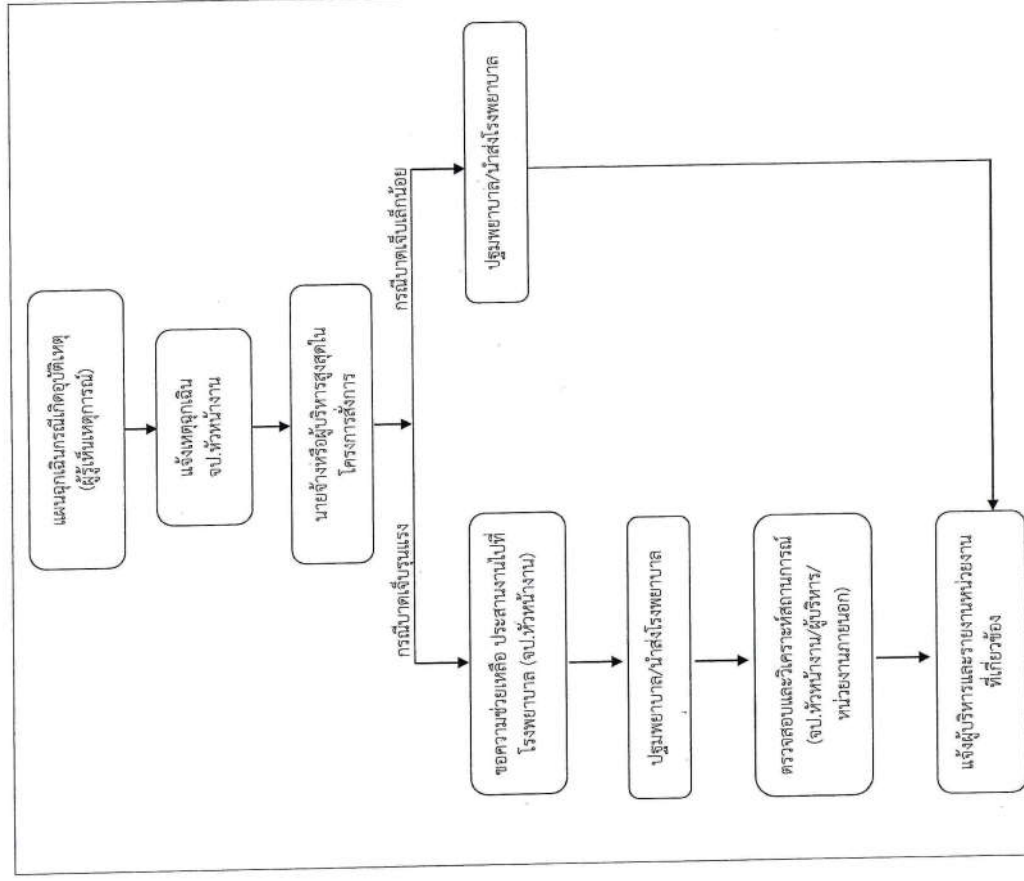 แผนฉุกเฉินกรณีเกิดอุบัติเหตุ
(ผู้รู้เห็นเหตุการณ์)
แจ้งเหตุฉุกเฉิน
จป.หัวหน้างาน
นายจ้างหรือผู้บริหารสูงสุดใน
โครงการสั่งการ
กรณีบาดเจ็บรุนแรง
กรณีบาดเจ็บเล็กน้อย
ขอความช่วยเหลือ ประสานงานไปที่
โรงพยาบาล (จป.หัวหน้างาน)
ปฐมพยาบาล/นำส่งโรงพยาบาล
ปฐมพยาบาล/นำส่งโรงพยาบาล
ตรวจสอบและวิเคราะห์สถานการณ์
(จป.หัวหน้างาน/ผู้บริหาร/
หน่วยงานภายนอก)
แจ้งผู้บริหารและรายงานหน่วยงาน
ที่เกี่ยวข้อง